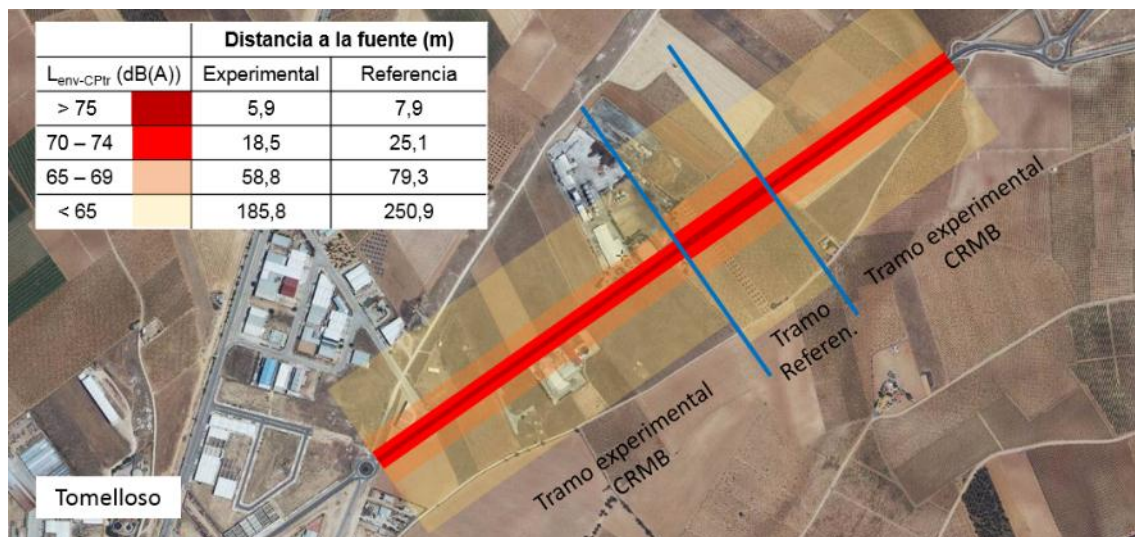 Distancia a la fuente (m)
Lenv-CPtr (dB(A)) Experimental Referencia
> 75 5,9 7,9
70 – 74 18,5 25,1
65 – 69 58,8 79,3
< 65 185,8 250,9
Tramo experimental
CRMB
Tramo
Referen.
Tramo experimental
CRMB
Tomelloso